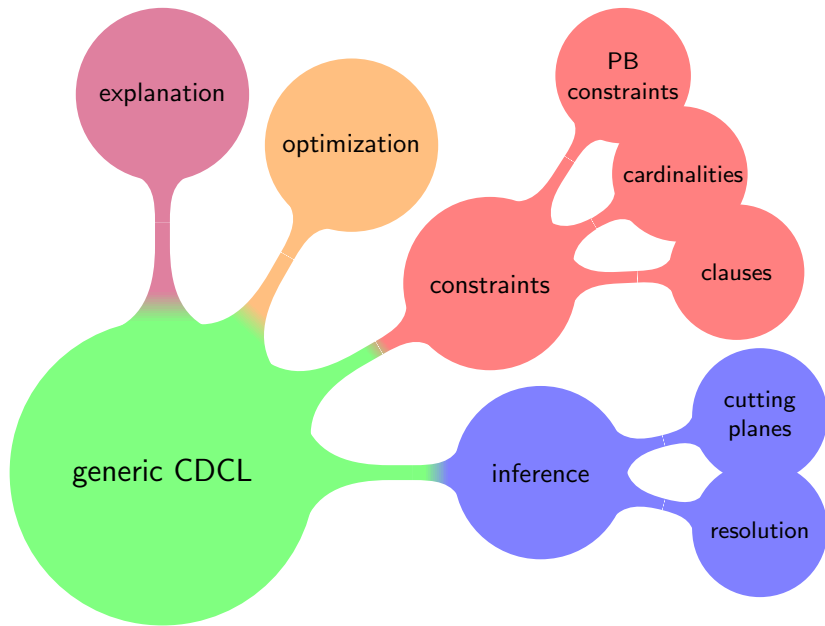 explanation
optimization
PB
constraints
cardinalities
clauses
constraints
generic CDCL
inference
cutting
planes
resolution